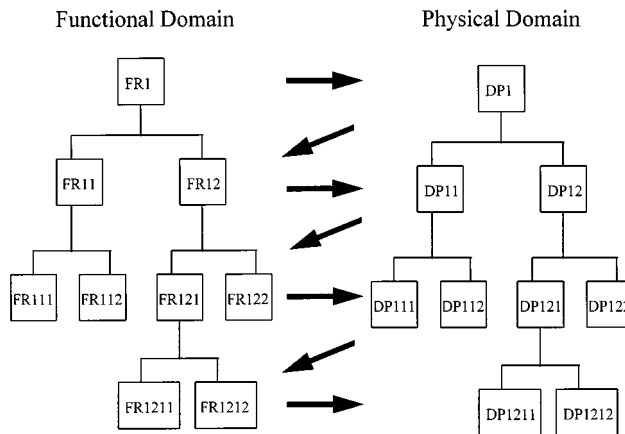 Functional Domain
Physical Domain
FR1
DP1
FR11
FR12
DP11
DP12
FR111
FR112
FR121
FR122
DP111
DP112
DP121
DP122
FR1211
FR1212
DP1211
DP1212